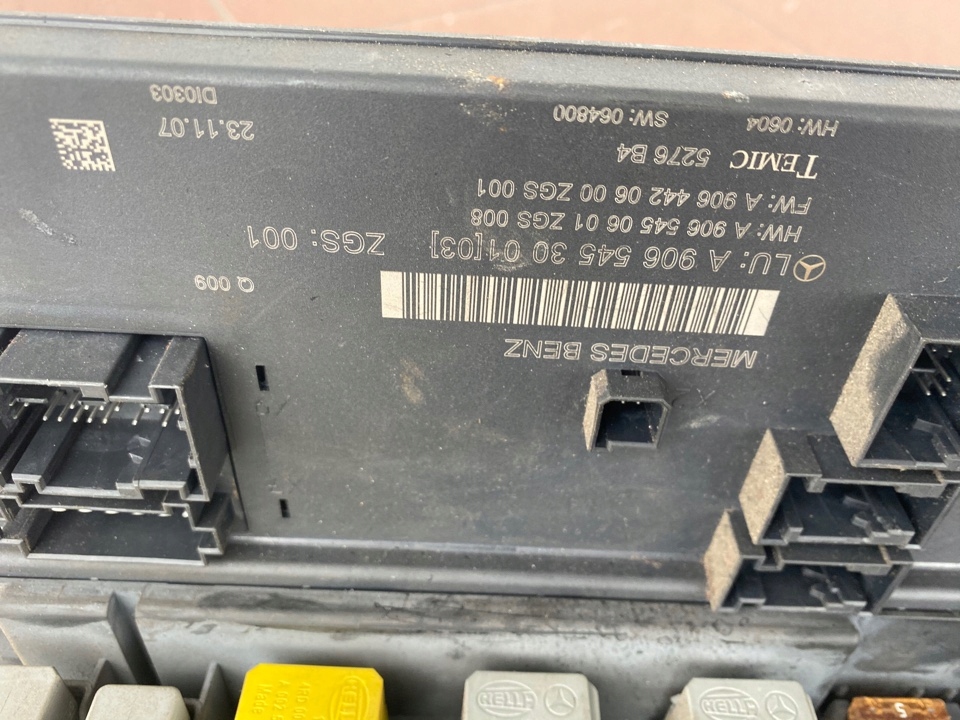 MERCEDES BENZ
LU: A 906 545 30 01[03] ZGS: 001
Q 009
HW: A 906 545 06 01 ZGS 008
FW: A 906 442 06 00 ZGS 001
TEMIC 5276 B4
HW: 0604 SW: 064800
23.11.07
DI0303
HELLA
HELLA
HELLA
5